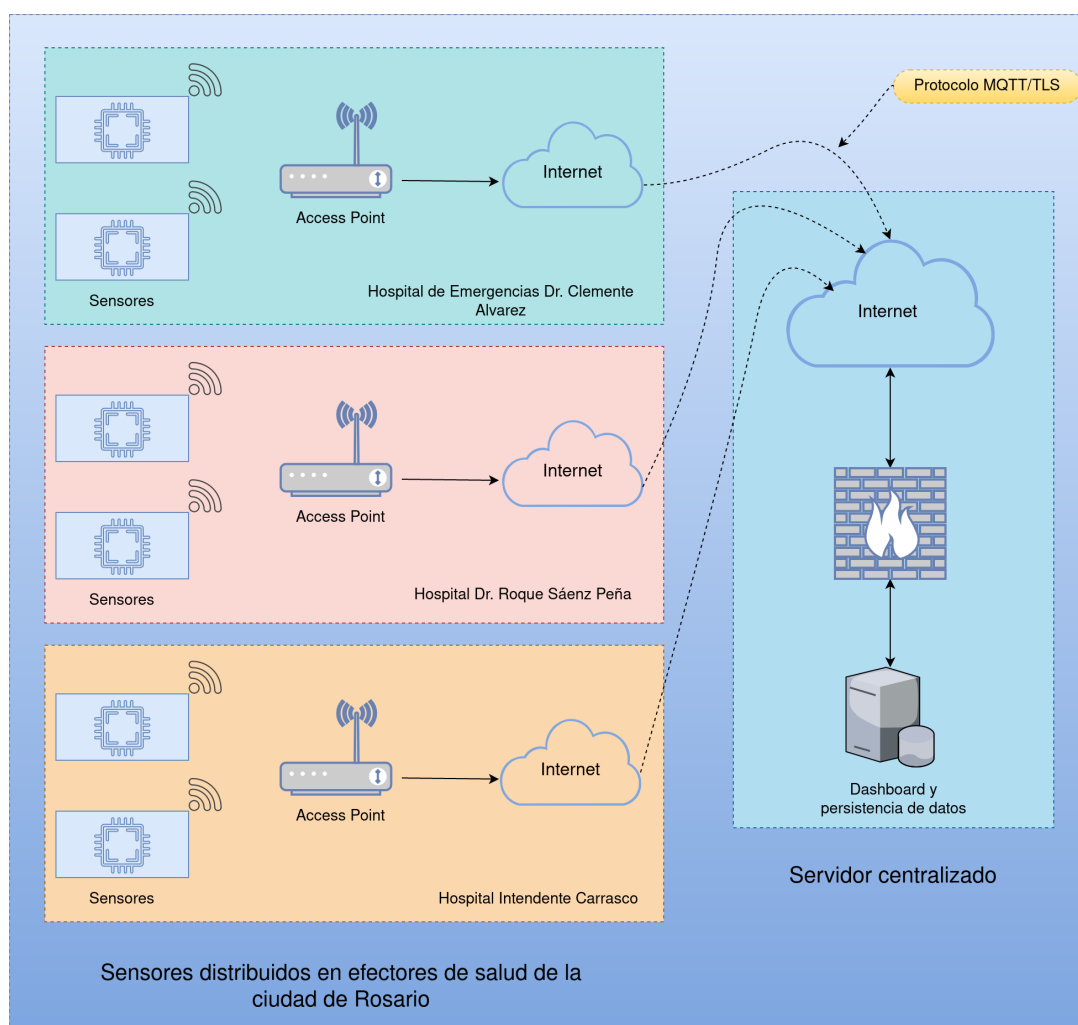 Protocolo MQTT/TLS
Internet
Access Point
Sensores
Hospital de Emergencias Dr. Clemente
Alvarez
Internet
Access Point
Sensores
Hospital Dr. Roque Sáenz Peña
Internet
Access Point
Sensores
Hospital Intendente Carrasco
Sensores distribuidos en efectores de salud de la
ciudad de Rosario
Internet
Dashboard y
persistencia de datos
Servidor centralizado